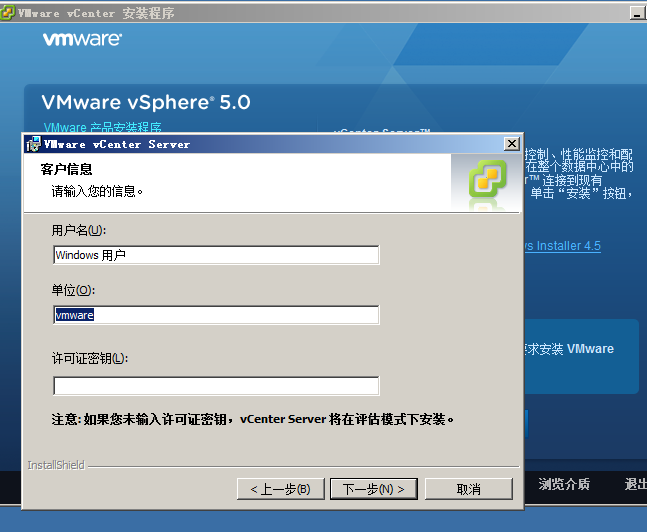 VMware vCenter 安装程序
vmware
VMware vSphere® 5.0
VMware 产品安装程序
vCenter Server™
VMware vCenter Server
客户信息
请输入您的信息。
控制、性能监控和配
在整个数据中心中的
™ 连接到现有
单击“安装”按钮，
用户名(U):
Windows 用户
s Installer 4.5
单位(O):
vmware
求安装 VMware
许可证密钥(L):
注意: 如果您未输入许可证密钥，vCenter Server 将在评估模式下安装。
InstallShield
< 上一步(B)
下一步(N) >
取消
浏览介质
退出